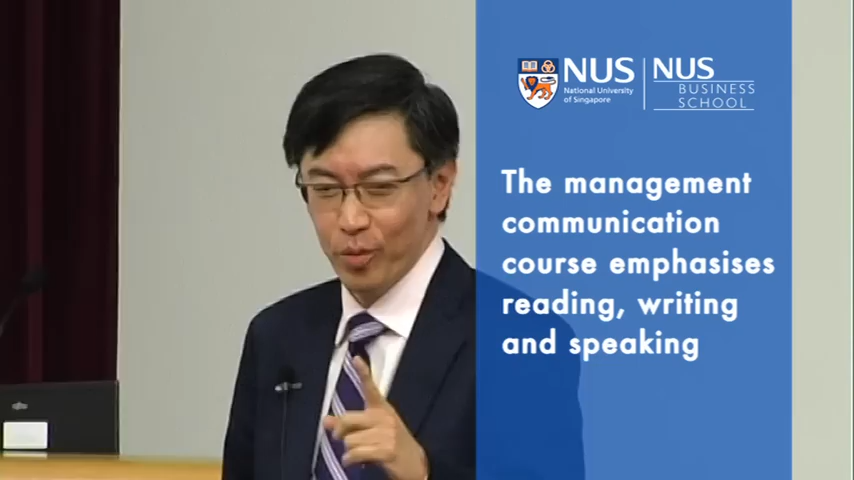 NUS
National University
of Singapore
NUS
BUSINESS
SCHOOL
The management
communication
course emphasises
reading, writing
and speaking